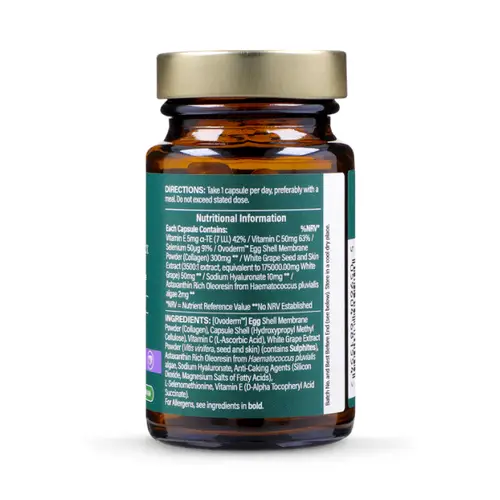 DIRECTIONS: Take 1 capsule per day, preferably with a
meal. Do not exceed stated dose.
Nutritional Information
Each Capsule Contains: %NRV*
Vitamin E 5mg α-TE (7 I.U.) 42% / Vitamin C 50mg 63% /
Selenium 50µg 91% / Ovoderm™ Egg Shell Membrane
Powder (Collagen) 300mg ** / White Grape Seed and Skin
Extract (3500:1 extract, equivalent to 175000.00mg White
Grape) 50mg ** / Sodium Hyaluronate 10mg ** /
Astaxanthin Rich Oleoresin from Haematococcus pluvialis
algae 2mg **
*NRV = Nutrient Reference Value **No NRV Established
INGREDIENTS: [Ovoderm™] Egg Shell Membrane
Powder (Collagen), Capsule Shell (Hydroxypropyl Methyl
Cellulose), Vitamin C (L-Ascorbic Acid), White Grape Extract
Powder (Vitis vinifera, seed and skin) (contains Sulphites),
Astaxanthin Rich Oleoresin from Haematococcus pluvialis
algae, Sodium Hyaluronate, Anti-Caking Agents (Silicon
Dioxide, Magnesium Salts of Fatty Acids),
L-Selenomethionine, Vitamin E (D-Alpha Tocopheryl Acid
Succinate).
For Allergens, see ingredients in bold.
Batch No. and Best Before End (see below). Store in a cool dry place.